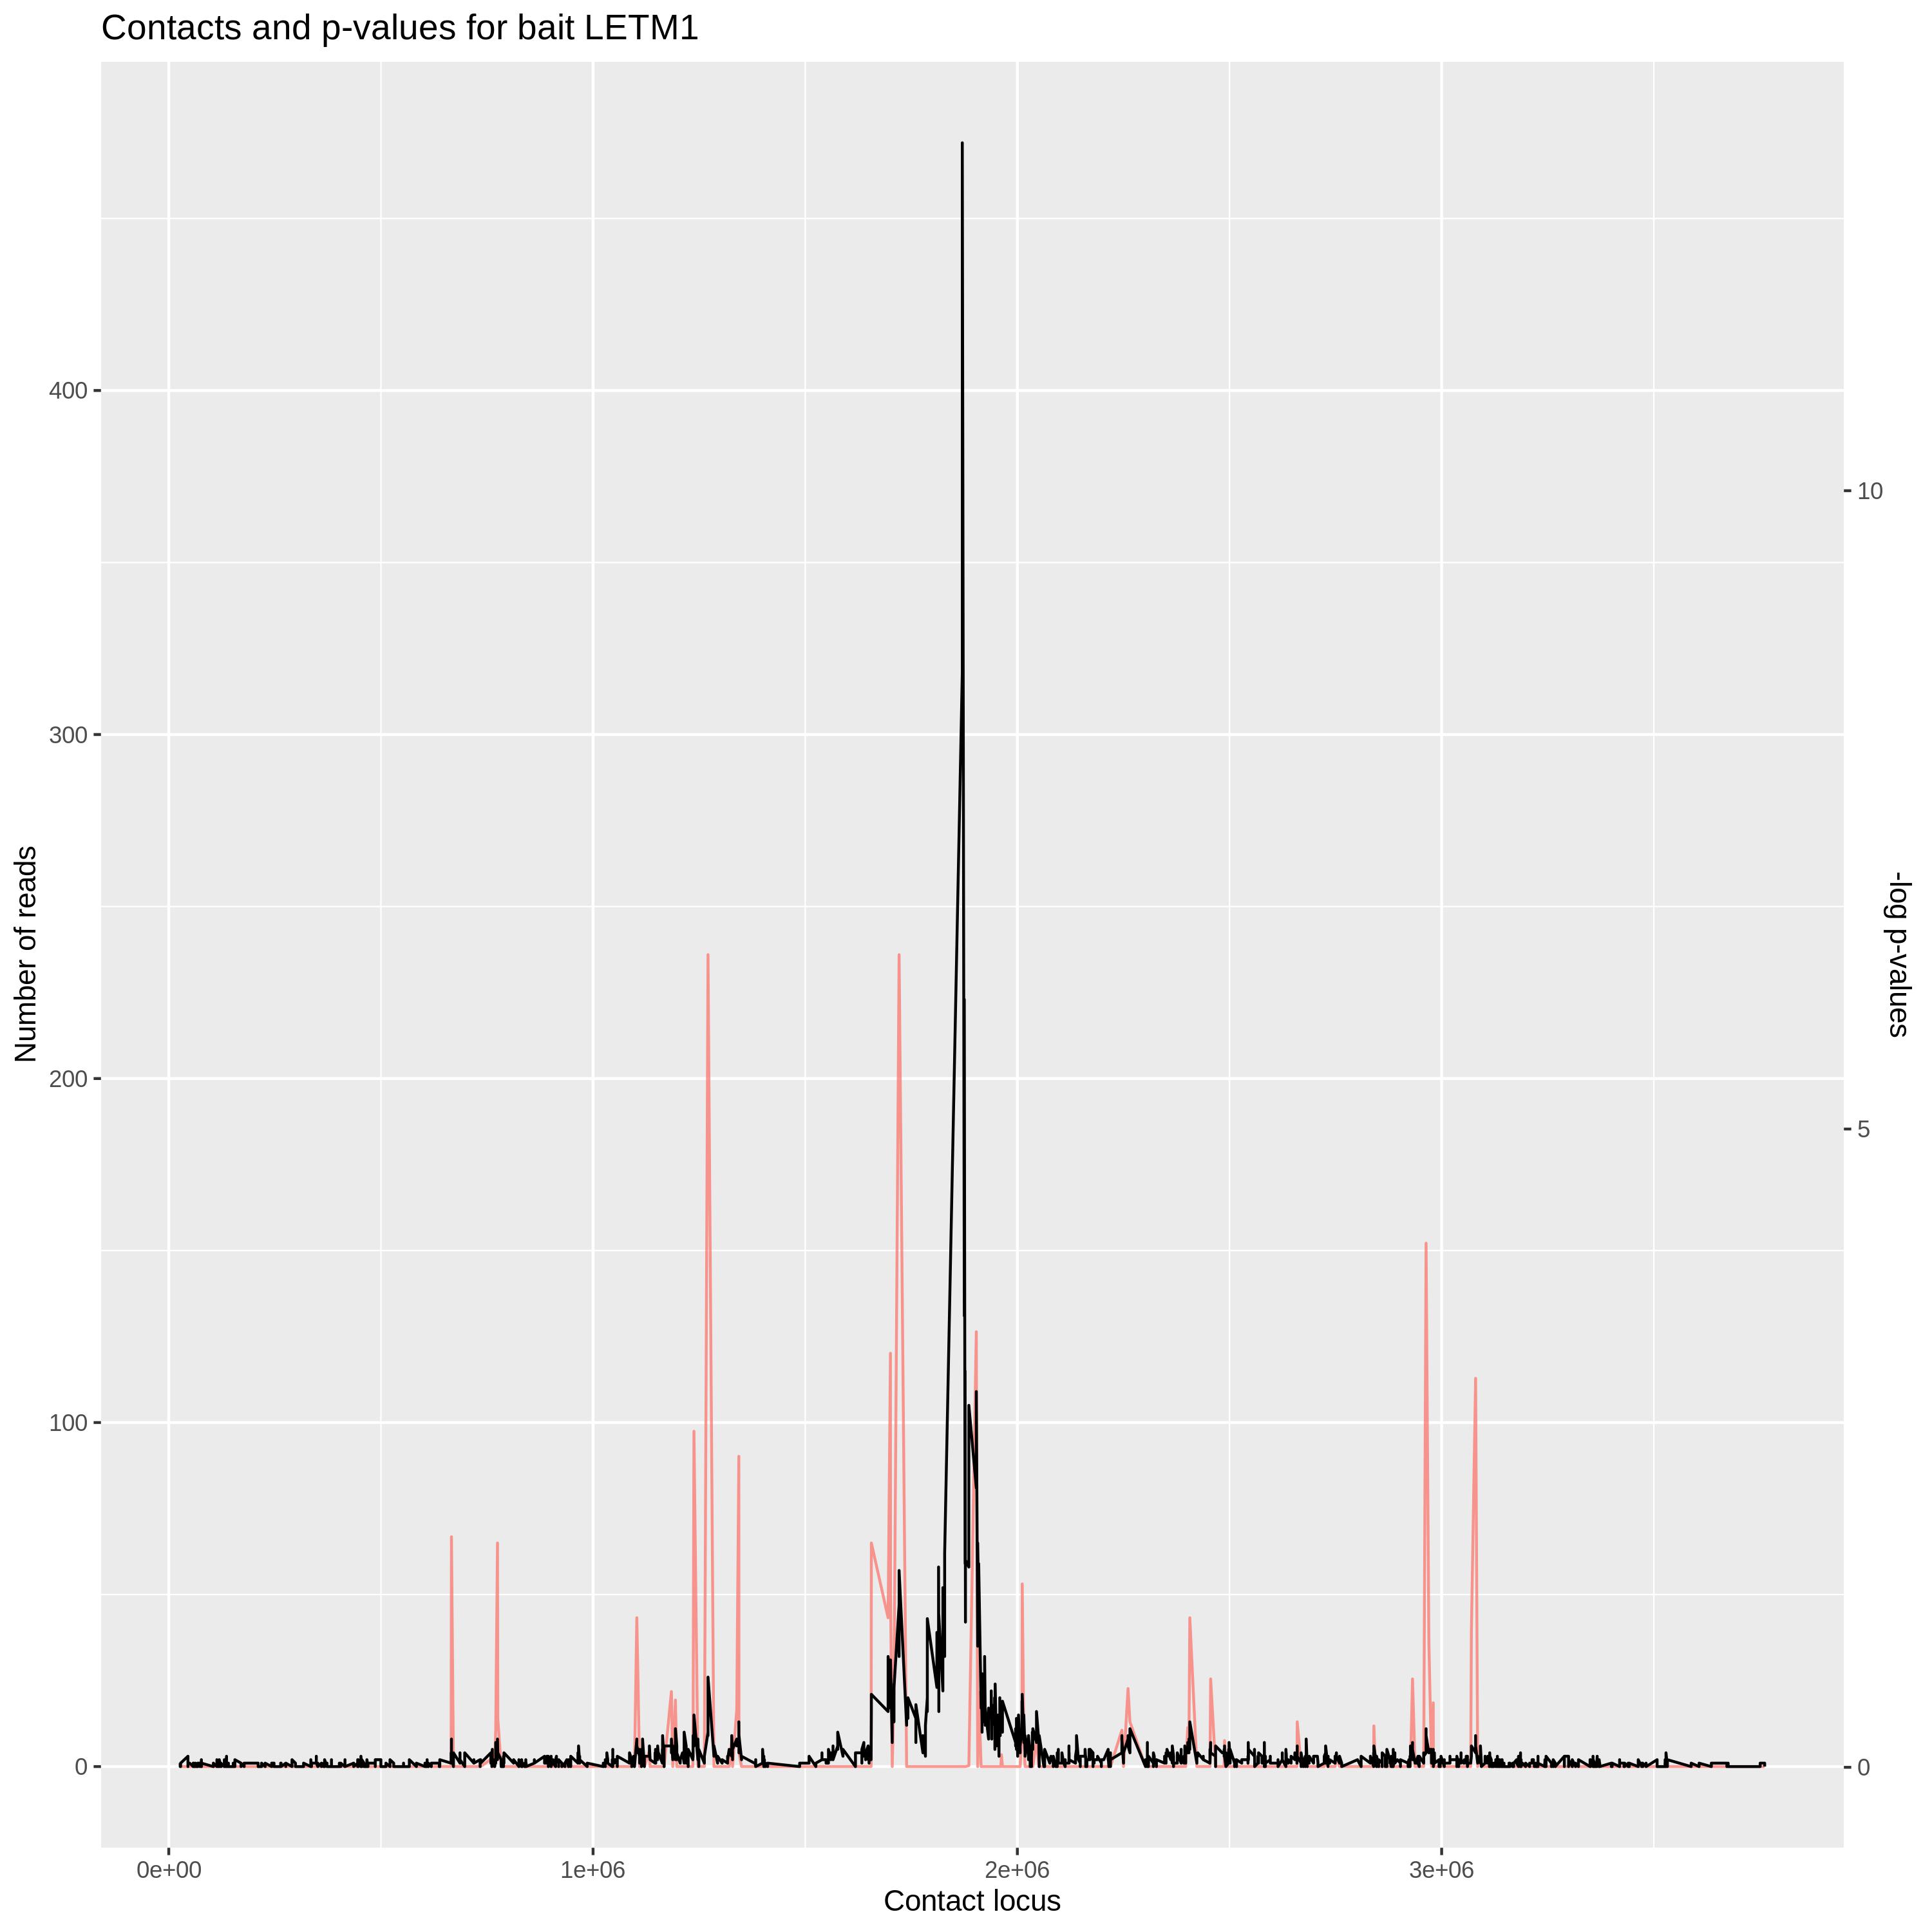 Contacts and p-values for bait LETM1
400
300
200
100
0
Number of reads
10
5
0
-log p-values
0e+00
1e+06
2e+06
3e+06
Contact locus